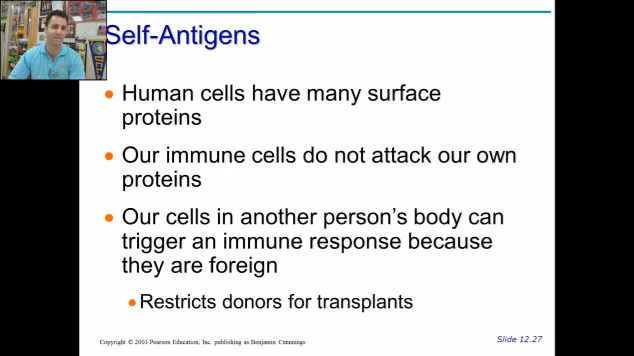 UCLA
Self-Antigens
• Human cells have many surface
proteins
• Our immune cells do not attack our own
proteins
• Our cells in another person’s body can
trigger an immune response because
they are foreign
• Restricts donors for transplants
Copyright © 2003 Pearson Education, Inc. publishing as Benjamin Cummings
Slide 12.27